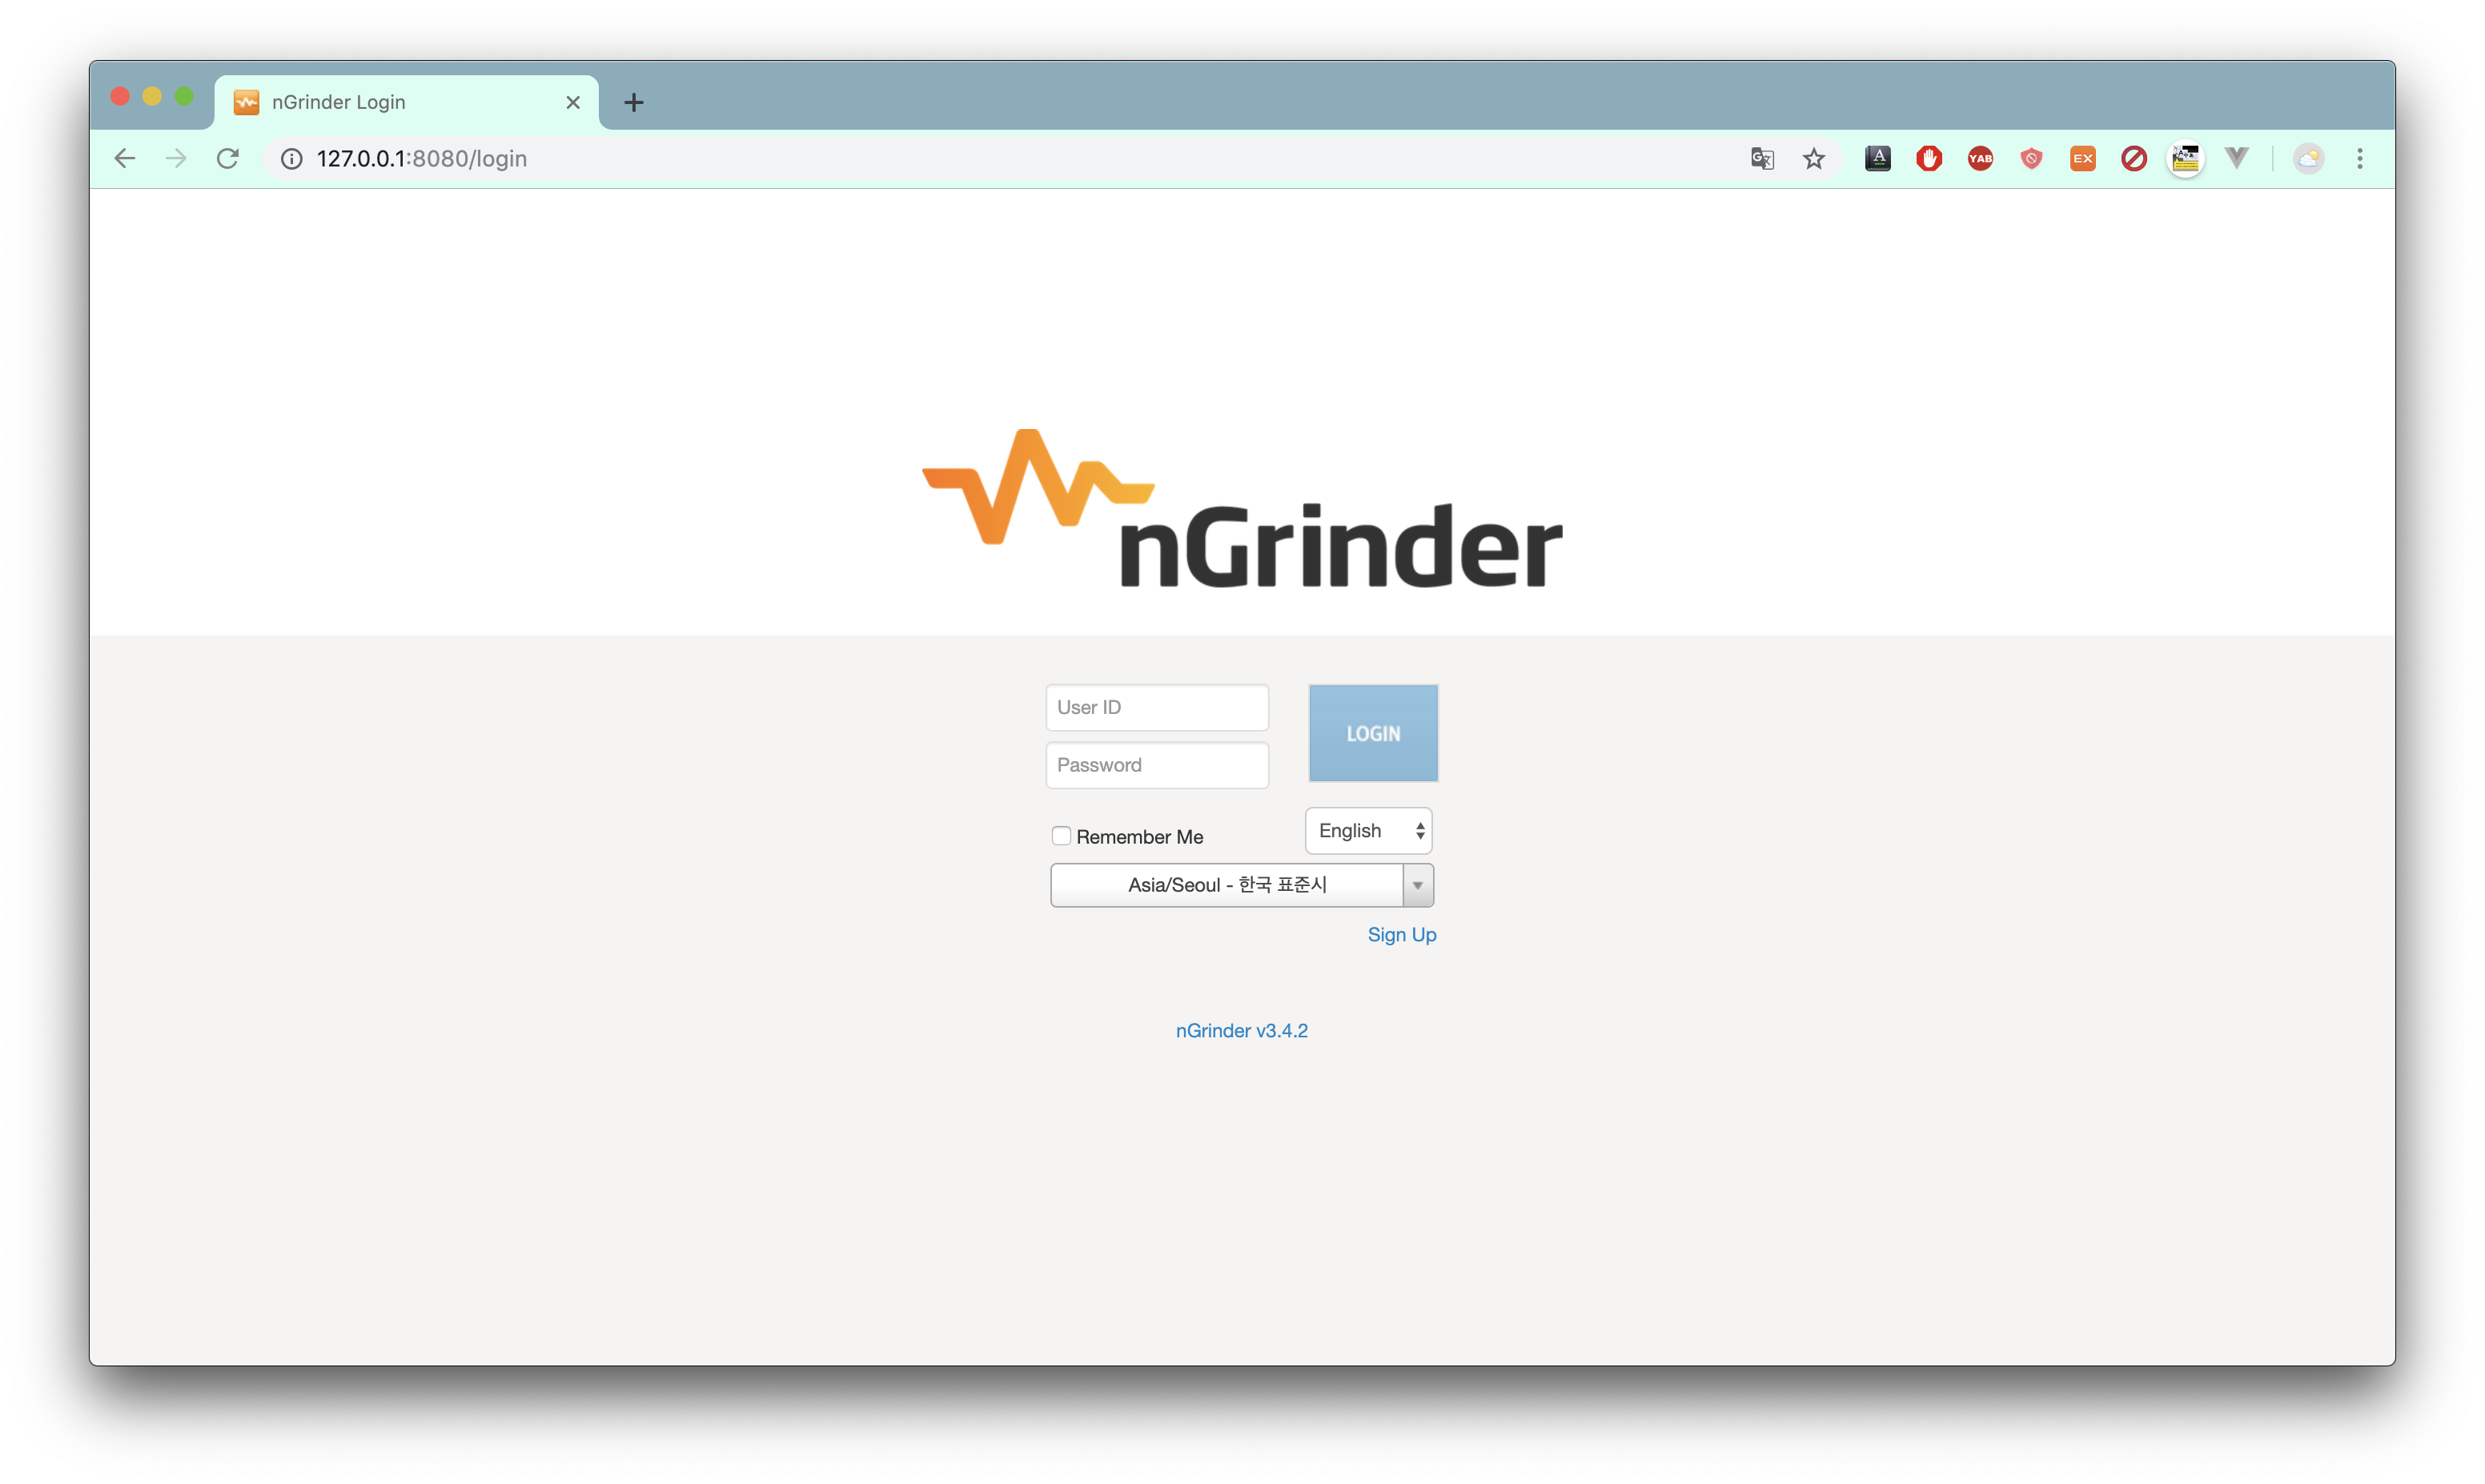 nGrinder Login
127.0.0.1:8080/login
A
YAB
EX
nGrinder
User ID
LOGIN
Password
Remember Me
English
Asia/Seoul - 한국 표준시
Sign Up
nGrinder v3.4.2